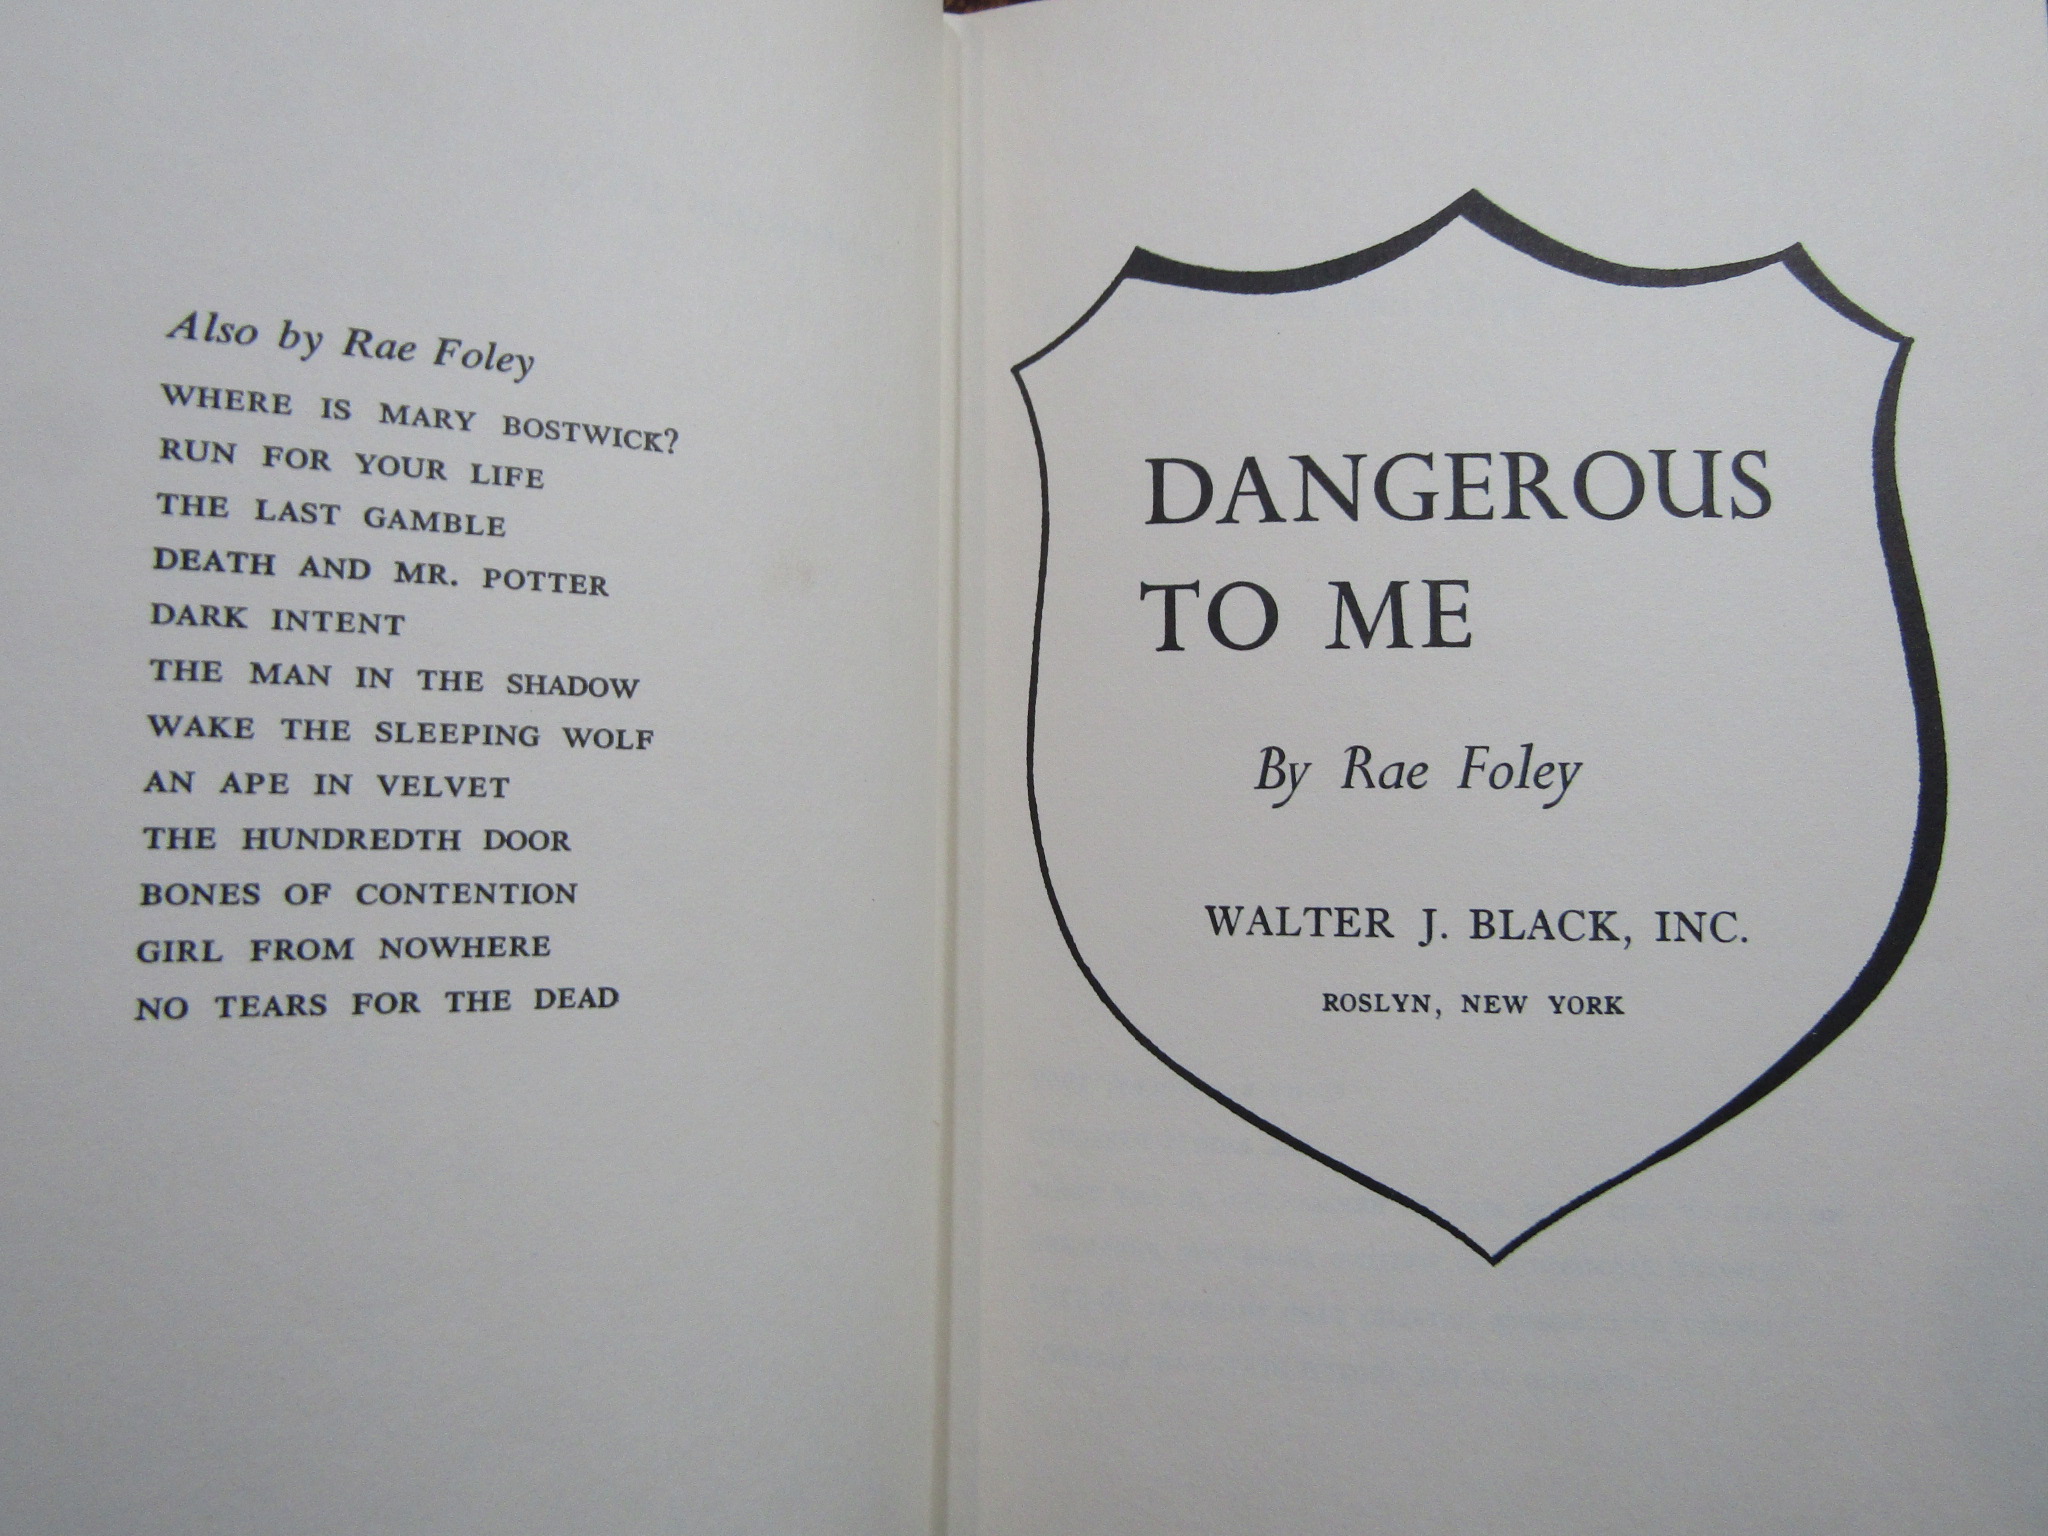 Also by Rae Foley
WHERE IS MARY BOSTWICK?
RUN FOR YOUR LIFE
THE LAST GAMBLE
DEATH AND MR. POTTER
DARK INTENT
THE MAN IN THE SHADOW
WAKE THE SLEEPING WOLF
AN APE IN VELVET
THE HUNDREDTH DOOR
BONES OF CONTENTION
GIRL FROM NOWHERE
NO TEARS FOR THE DEAD
DANGEROUS
TO ME
By Rae Foley
WALTER J. BLACK, INC.
ROSLYN, NEW YORK